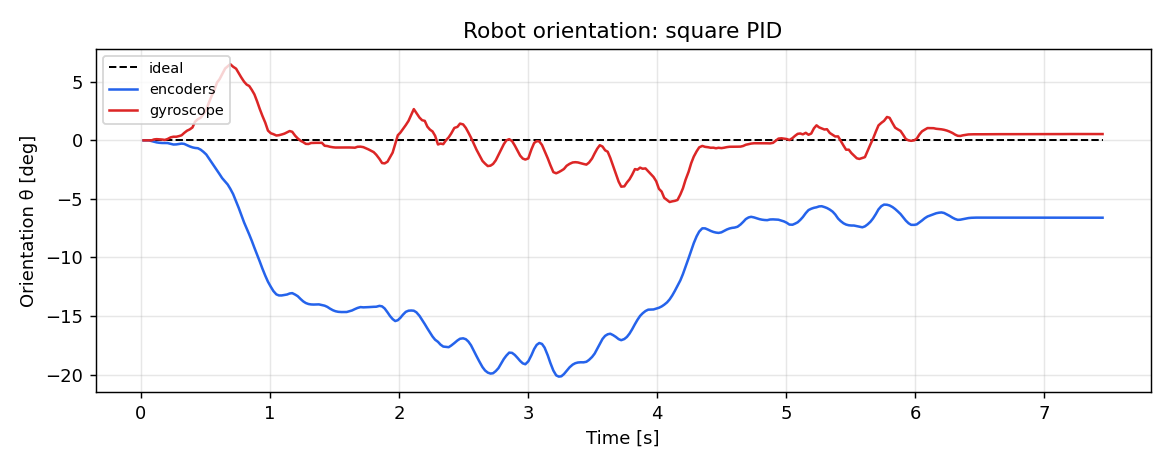 Robot orientation: square PID
ideal
encoders
gyroscope
Orientation θ [deg]
5
0
−5
−10
−15
−20
0 1 2 3 4 5 6 7
Time [s]